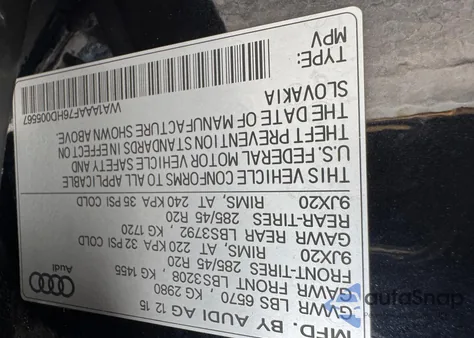 MFD. BY AUDI AG 12 15
GVWR LBS 6570; KG 2980
GAWR FRONT LBS3208; KG 1455
FRONT-TIRES 285/45 R20
RIMS, AT 220 KPA 32 PSI COLD
9JX20
GAWR REAR LBS3792; KG 1720
REAR-TIRES 285/45 R20
RIMS, AT 240 KPA 36 PSI COLD
9JX20
Audi
THIS VEHICLE CONFORMS TO ALL APPLICABLE
U.S. FEDERAL MOTOR VEHICLE SAFETY AND
THEFT PREVENTION STANDARDS IN EFFECT ON
THE DATE OF MANUFACTURE SHOWN ABOVE.
SLOVAKIA
WA1AAAF76HD005567
TYPE:
MPV
autoSnap